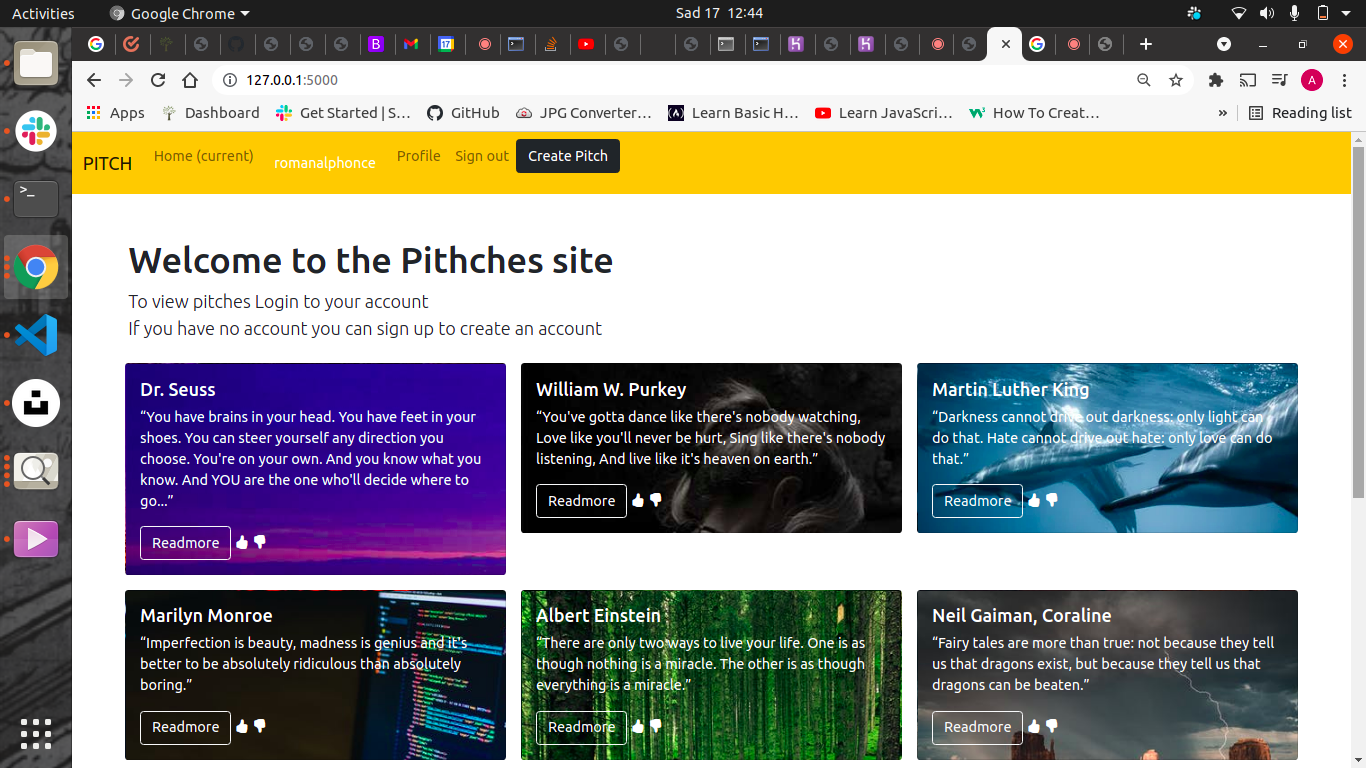 Activities
Google Chrome
Sad 17 12:44
127.0.0.1:5000
A
Apps
Dashboard
Get Started | S...
GitHub
JPG Converter...
Learn Basic H...
Learn JavaScri...
How To Creat...
»
Reading list
PITCH
Home (current)
romanalphonce
Profile
Sign out
Create Pitch
Welcome to the Pithches site
To view pitches Login to your account
If you have no account you can sign up to create an account
Dr. Seuss
“You have brains in your head. You have feet in your
shoes. You can steer yourself any direction you
choose. You're on your own. And you know what you
know. And YOU are the one who'll decide where to
go...”
Readmore
William W. Purkey
“You've gotta dance like there's nobody watching,
Love like you'll never be hurt, Sing like there's nobody
listening, And live like it's heaven on earth.”
Readmore
Martin Luther King
“Darkness cannot drive out darkness: only light can
do that. Hate cannot drive out hate: only love can do
that.”
Readmore
Marilyn Monroe
“Imperfection is beauty, madness is genius and it's
better to be absolutely ridiculous than absolutely
boring.”
Readmore
Albert Einstein
“There are only two ways to live your life. One is as
though nothing is a miracle. The other is as though
everything is a miracle.”
Readmore
Neil Gaiman, Coraline
“Fairy tales are more than true: not because they tell
us that dragons exist, but because they tell us that
dragons can be beaten.”
Readmore